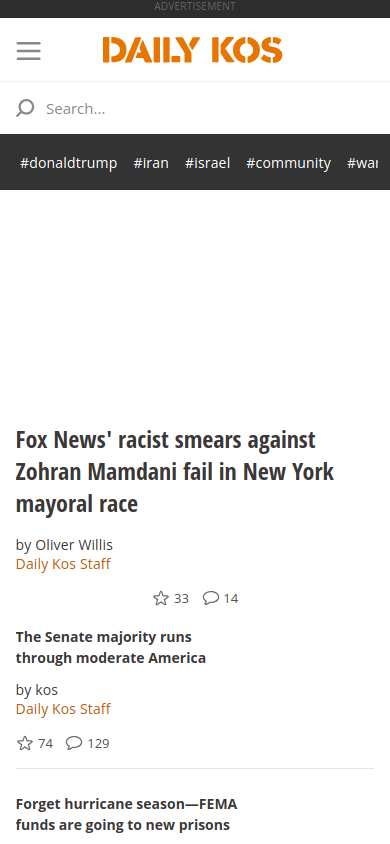 ADVERTISEMENT
DAILY KOS
Search...
#donaldtrump #iran #israel #community #war
Fox News' racist smears against
Zohran Mamdani fail in New York
mayoral race
by Oliver Willis
Daily Kos Staff
33 14
The Senate majority runs
through moderate America
by kos
Daily Kos Staff
74 129
Forget hurricane season—FEMA
funds are going to new prisons